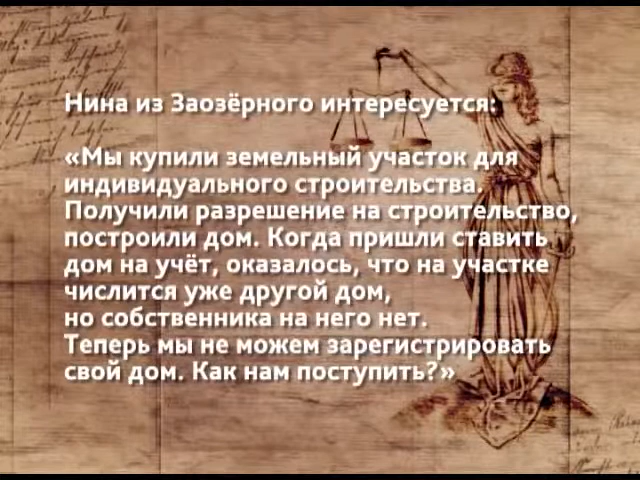 Нина из Заозёрного интересуется:
«Мы купили земельный участок для
индивидуального строительства.
Получили разрешение на строительство,
построили дом. Когда пришли ставить
дом на учёт, оказалось, что на участке
числится уже другой дом,
но собственника на него нет.
Теперь мы не можем зарегистрировать
свой дом. Как нам поступить?»